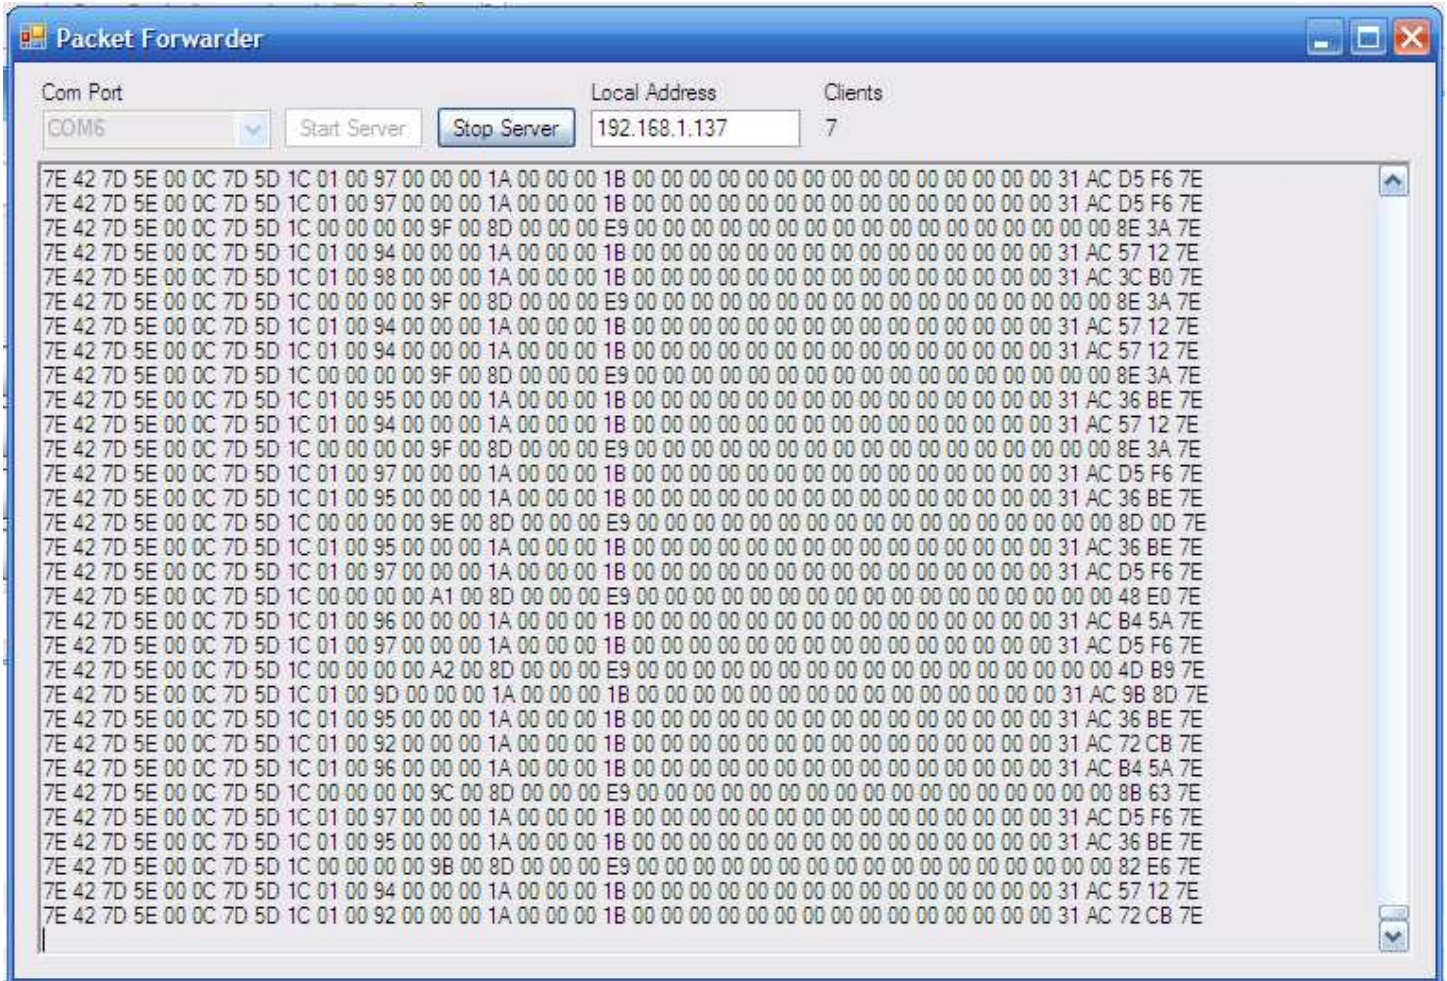 Packet Forwarder
Com Port Local Address Clients
COM6 Start Server Stop Server 192.168.1.137 7
7E 42 7D 5E 00 0C 7D 5D 1C 01 00 97 00 00 00 1A 00 00 00 1B 00 00 00 00 00 00 00 00 00 00 00 00 00 00 00 31 AC D5 F6 7E
7E 42 7D 5E 00 0C 7D 5D 1C 01 00 97 00 00 00 1A 00 00 00 1B 00 00 00 00 00 00 00 00 00 00 00 00 00 00 00 31 AC D5 F6 7E
7E 42 7D 5E 00 0C 7D 5D 1C 00 00 00 00 9F 00 8D 00 00 00 E9 00 00 00 00 00 00 00 00 00 00 00 00 00 00 00 00 00 8E 3A 7E
7E 42 7D 5E 00 0C 7D 5D 1C 01 00 94 00 00 00 1A 00 00 00 1B 00 00 00 00 00 00 00 00 00 00 00 00 00 00 00 31 AC 57 12 7E
7E 42 7D 5E 00 0C 7D 5D 1C 01 00 98 00 00 00 1A 00 00 00 1B 00 00 00 00 00 00 00 00 00 00 00 00 00 00 00 31 AC 3C B0 7E
7E 42 7D 5E 00 0C 7D 5D 1C 00 00 00 00 9F 00 8D 00 00 00 E9 00 00 00 00 00 00 00 00 00 00 00 00 00 00 00 00 00 8E 3A 7E
7E 42 7D 5E 00 0C 7D 5D 1C 01 00 94 00 00 00 1A 00 00 00 1B 00 00 00 00 00 00 00 00 00 00 00 00 00 00 00 31 AC 57 12 7E
7E 42 7D 5E 00 0C 7D 5D 1C 01 00 94 00 00 00 1A 00 00 00 1B 00 00 00 00 00 00 00 00 00 00 00 00 00 00 00 31 AC 57 12 7E
7E 42 7D 5E 00 0C 7D 5D 1C 00 00 00 00 9F 00 8D 00 00 00 E9 00 00 00 00 00 00 00 00 00 00 00 00 00 00 00 00 00 8E 3A 7E
7E 42 7D 5E 00 0C 7D 5D 1C 01 00 95 00 00 00 1A 00 00 00 1B 00 00 00 00 00 00 00 00 00 00 00 00 00 00 00 31 AC 36 BE 7E
7E 42 7D 5E 00 0C 7D 5D 1C 01 00 94 00 00 00 1A 00 00 00 1B 00 00 00 00 00 00 00 00 00 00 00 00 00 00 00 31 AC 57 12 7E
7E 42 7D 5E 00 0C 7D 5D 1C 00 00 00 00 9F 00 8D 00 00 00 E9 00 00 00 00 00 00 00 00 00 00 00 00 00 00 00 00 00 8E 3A 7E
7E 42 7D 5E 00 0C 7D 5D 1C 01 00 97 00 00 00 1A 00 00 00 1B 00 00 00 00 00 00 00 00 00 00 00 00 00 00 00 31 AC D5 F6 7E
7E 42 7D 5E 00 0C 7D 5D 1C 01 00 95 00 00 00 1A 00 00 00 1B 00 00 00 00 00 00 00 00 00 00 00 00 00 00 00 31 AC 36 BE 7E
7E 42 7D 5E 00 0C 7D 5D 1C 00 00 00 00 9E 00 8D 00 00 00 E9 00 00 00 00 00 00 00 00 00 00 00 00 00 00 00 00 00 8D 0D 7E
7E 42 7D 5E 00 0C 7D 5D 1C 01 00 95 00 00 00 1A 00 00 00 1B 00 00 00 00 00 00 00 00 00 00 00 00 00 00 00 31 AC 36 BE 7E
7E 42 7D 5E 00 0C 7D 5D 1C 01 00 97 00 00 00 1A 00 00 00 1B 00 00 00 00 00 00 00 00 00 00 00 00 00 00 00 31 AC D5 F6 7E
7E 42 7D 5E 00 0C 7D 5D 1C 00 00 00 00 A1 00 8D 00 00 00 E9 00 00 00 00 00 00 00 00 00 00 00 00 00 00 00 00 00 48 E0 7E
7E 42 7D 5E 00 0C 7D 5D 1C 01 00 96 00 00 00 1A 00 00 00 1B 00 00 00 00 00 00 00 00 00 00 00 00 00 00 00 31 AC B4 5A 7E
7E 42 7D 5E 00 0C 7D 5D 1C 01 00 97 00 00 00 1A 00 00 00 1B 00 00 00 00 00 00 00 00 00 00 00 00 00 00 00 31 AC D5 F6 7E
7E 42 7D 5E 00 0C 7D 5D 1C 00 00 00 00 A2 00 8D 00 00 00 E9 00 00 00 00 00 00 00 00 00 00 00 00 00 00 00 00 00 4D B9 7E
7E 42 7D 5E 00 0C 7D 5D 1C 01 00 9D 00 00 00 1A 00 00 00 1B 00 00 00 00 00 00 00 00 00 00 00 00 00 00 00 31 AC 9B 8D 7E
7E 42 7D 5E 00 0C 7D 5D 1C 01 00 95 00 00 00 1A 00 00 00 1B 00 00 00 00 00 00 00 00 00 00 00 00 00 00 00 31 AC 36 BE 7E
7E 42 7D 5E 00 0C 7D 5D 1C 01 00 92 00 00 00 1A 00 00 00 1B 00 00 00 00 00 00 00 00 00 00 00 00 00 00 00 31 AC 72 CB 7E
7E 42 7D 5E 00 0C 7D 5D 1C 01 00 96 00 00 00 1A 00 00 00 1B 00 00 00 00 00 00 00 00 00 00 00 00 00 00 00 31 AC B4 5A 7E
7E 42 7D 5E 00 0C 7D 5D 1C 00 00 00 00 9C 00 8D 00 00 00 E9 00 00 00 00 00 00 00 00 00 00 00 00 00 00 00 00 00 8B 63 7E
7E 42 7D 5E 00 0C 7D 5D 1C 01 00 97 00 00 00 1A 00 00 00 1B 00 00 00 00 00 00 00 00 00 00 00 00 00 00 00 31 AC D5 F6 7E
7E 42 7D 5E 00 0C 7D 5D 1C 01 00 95 00 00 00 1A 00 00 00 1B 00 00 00 00 00 00 00 00 00 00 00 00 00 00 00 31 AC 36 BE 7E
7E 42 7D 5E 00 0C 7D 5D 1C 00 00 00 00 9B 00 8D 00 00 00 E9 00 00 00 00 00 00 00 00 00 00 00 00 00 00 00 00 00 82 E6 7E
7E 42 7D 5E 00 0C 7D 5D 1C 01 00 94 00 00 00 1A 00 00 00 1B 00 00 00 00 00 00 00 00 00 00 00 00 00 00 00 31 AC 57 12 7E
7E 42 7D 5E 00 0C 7D 5D 1C 01 00 92 00 00 00 1A 00 00 00 1B 00 00 00 00 00 00 00 00 00 00 00 00 00 00 00 31 AC 72 CB 7E